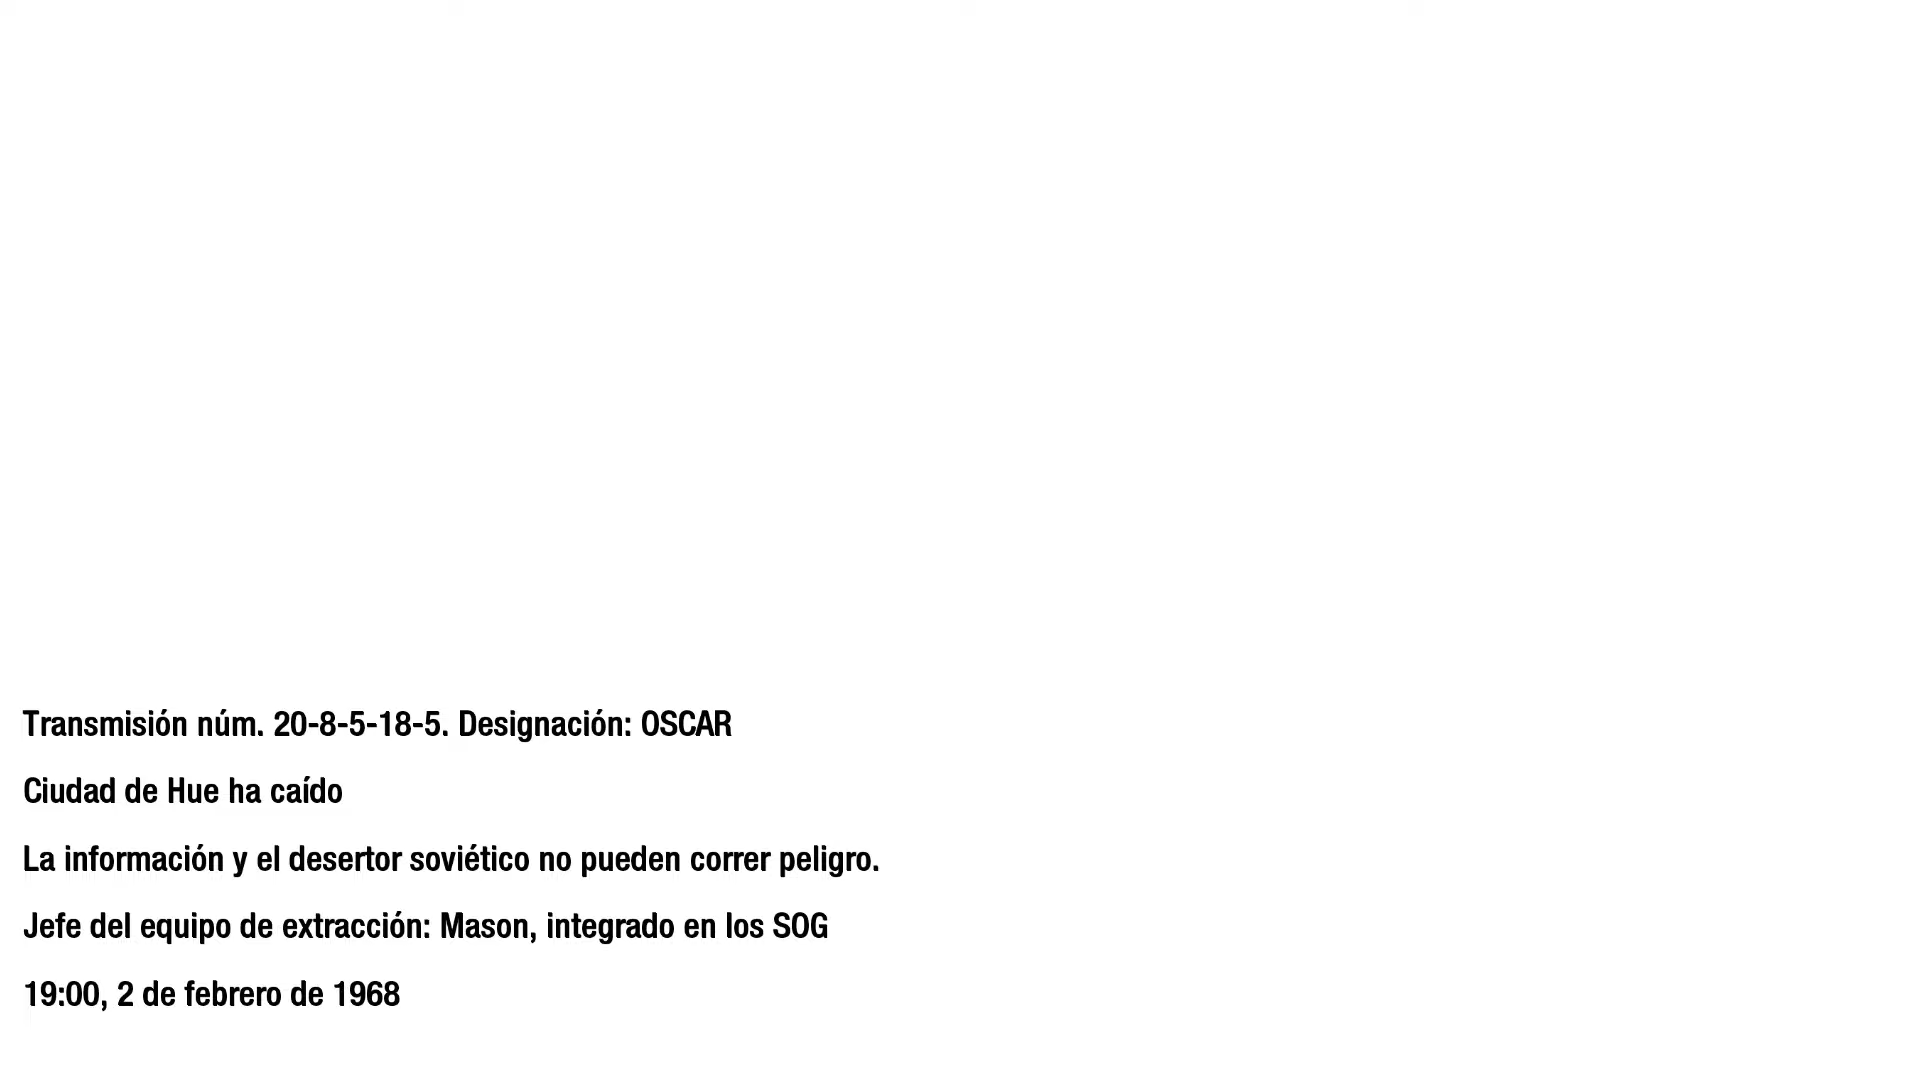 Transmisión núm. 20-8-5-18-5. Designación: OSCAR
Ciudad de Hue ha caído
La información y el desertor soviético no pueden correr peligro.
Jefe del equipo de extracción: Mason, integrado en los SOG
19:00, 2 de febrero de 1968